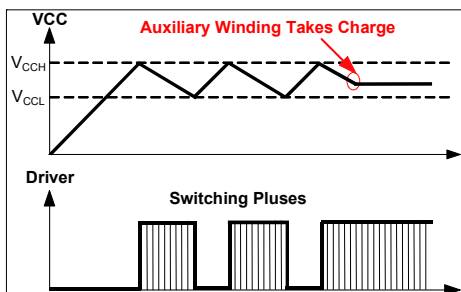 VCC
Auxiliary Winding Takes Charge
VCCH
VCCL
Driver
Switching Pluses